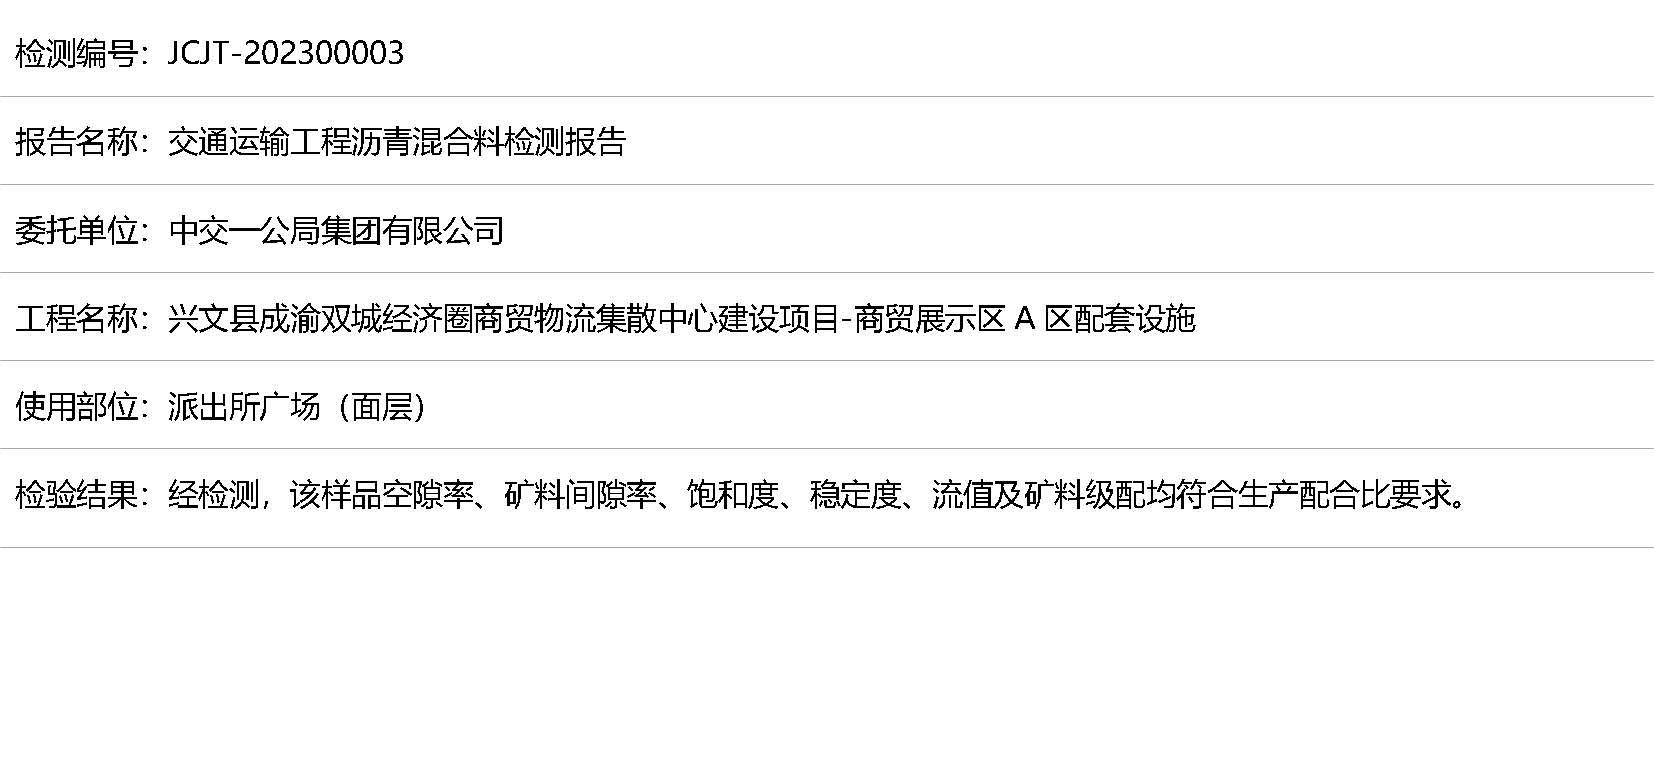 检测编号：JCJT-202300003
报告名称：交通运输工程沥青混合料检测报告
委托单位：中交一公局集团有限公司
工程名称：兴文县成渝双城经济圈商贸物流集散中心建设项目-商贸展示区 A 区配套设施
使用部位：派出所广场（面层）
检验结果：经检测，该样品空隙率、矿料间隙率、饱和度、稳定度、流值及矿料级配均符合生产配合比要求。